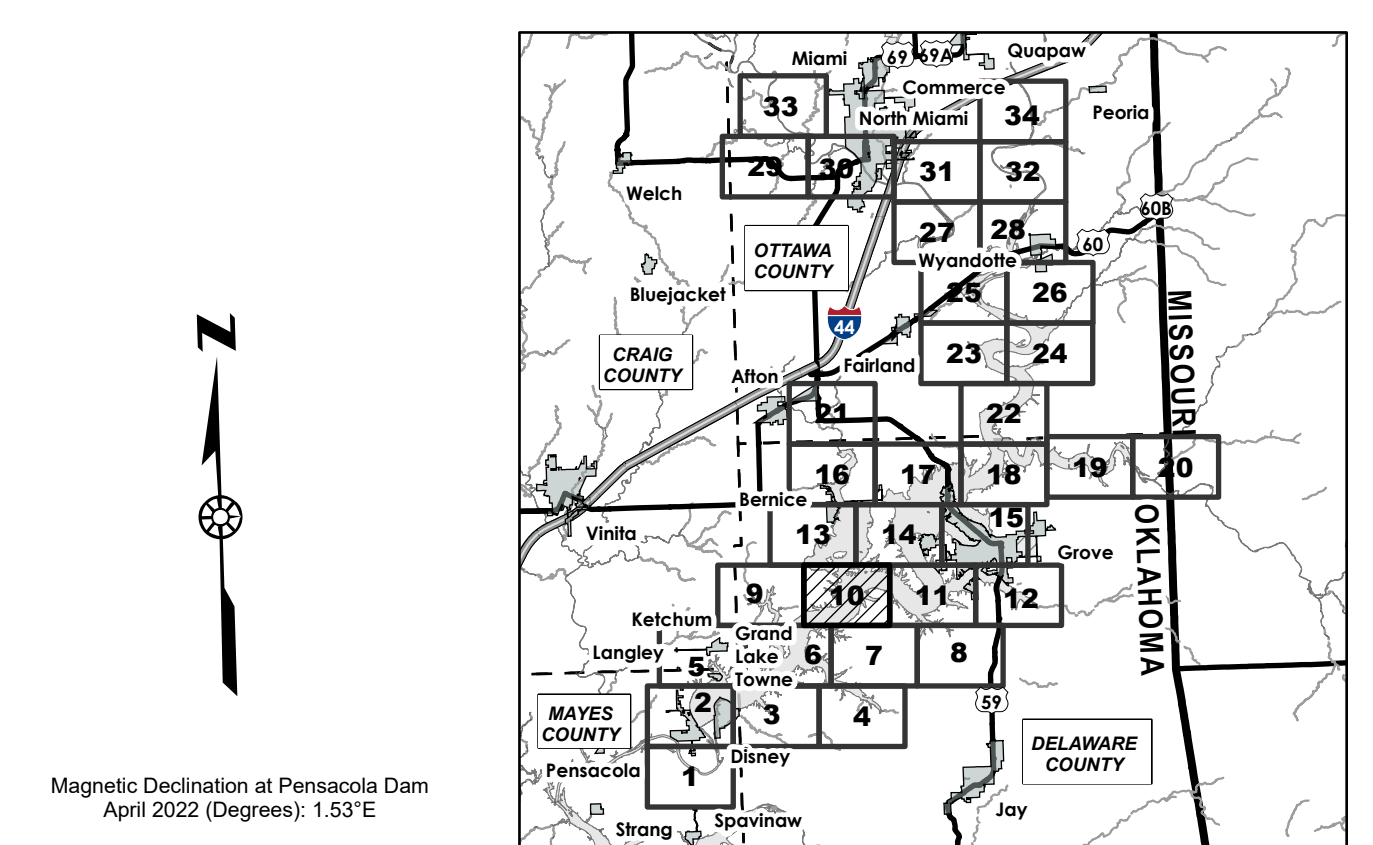 Miami
69
69A
Quapaw
33
Commerce
34
Peoria
North Miami
29
30
31
32
Welch
60B
27
28
60
OTTAWA
COUNTY
Wyandotte
Bluejacket
25
26
N
44
MISSOURI
CRAIG
COUNTY
23
24
Fairland
Afton
21
22
16
17
18
19
20
Bernice
OKLAHOMA
Vinita
13
14
15
Grove
9
10
11
12
Ketchum
Grand
Lake
Towne
Langley
5
6
7
8
2
3
4
59
MAYES
COUNTY
DELAWARE
COUNTY
Disney
Pensacola
1
Magnetic Declination at Pensacola Dam
April 2022 (Degrees): 1.53°E
Jay
Spavinaw
Strang